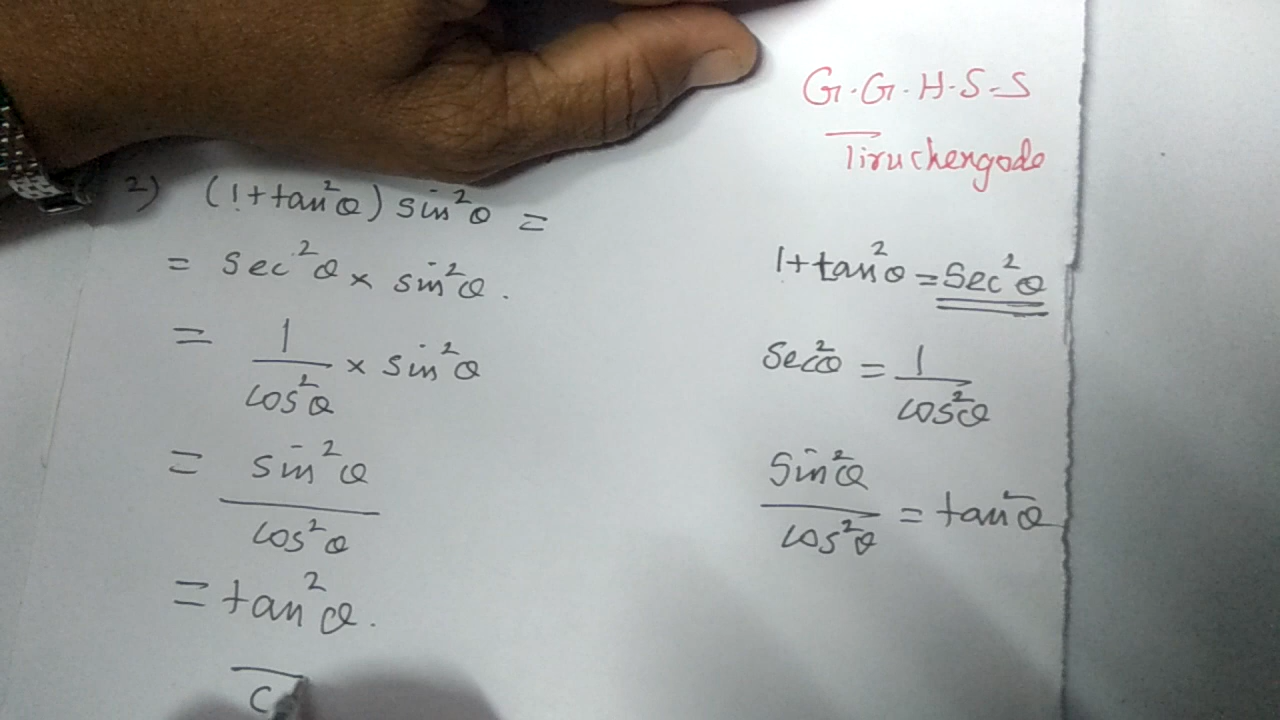 G.G.H.S.S
Tiruchengode
2) (1+tan²θ) sin²θ =
= sec²θ × sin²θ.
= 1/cos²θ × sin²θ
= sin²θ/cos²θ
= tan²θ.
C
1+tan²θ = sec²θ
Sec²θ = 1/cos²θ
Sin²θ/cos²θ = tan²θ